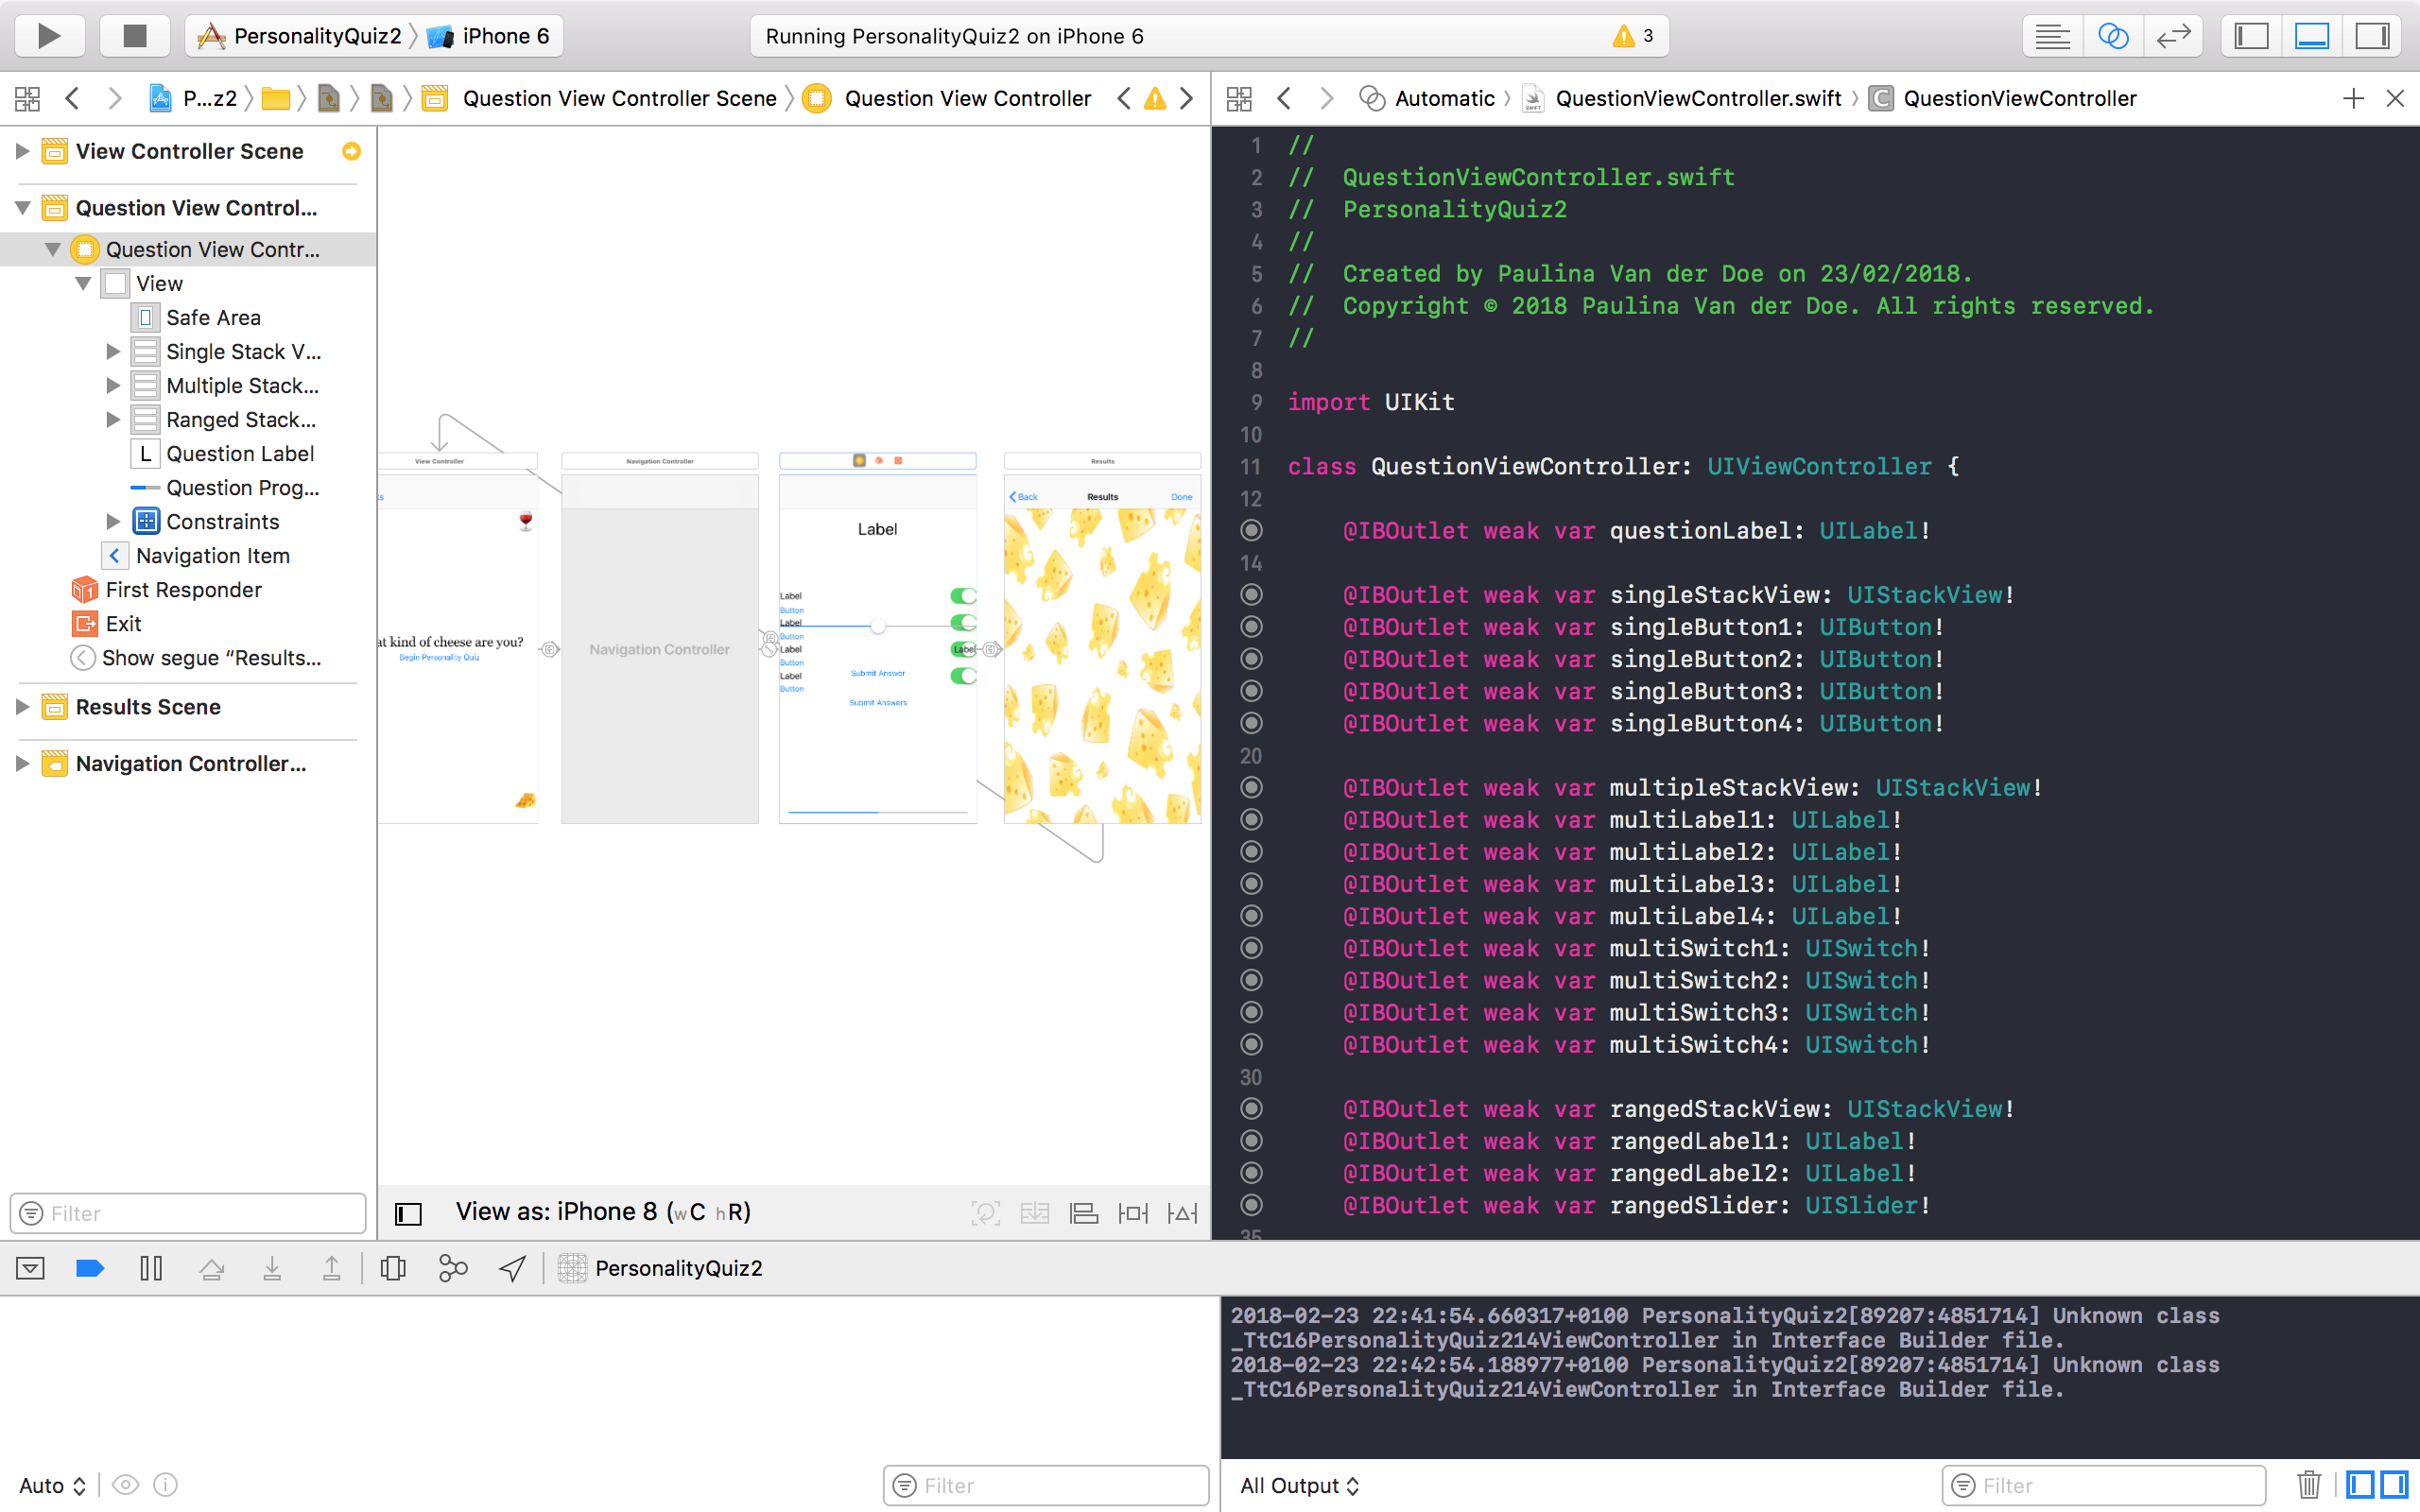 PersonalityQuiz2 iPhone 6
Running PersonalityQuiz2 on iPhone 6
3
P...z2 Question View Controller Scene Question View Controller
Automatic QuestionViewController.swift C QuestionViewController
View Controller Scene
Question View Control...
Question View Contr...
View
Safe Area
Single Stack V...
Multiple Stack...
Ranged Stack...
L Question Label
Question Prog...
Constraints
Navigation Item
First Responder
Exit
Show segue “Results...
Results Scene
Navigation Controller...
Filter
View Controller
ts
at kind of cheese are you?
Begin Personality Quiz
Navigation Controller
Navigation Controller
Label
Label
Button
Label
Button
Label
Button
Label
Button
Label
Submit Answer
Submit Answers
Results
Back Results Done
View as: iPhone 8 (wC hR)
1 //
2 //  QuestionViewController.swift
3 //  PersonalityQuiz2
4 //
5 //  Created by Paulina Van der Doe on 23/02/2018.
6 //  Copyright © 2018 Paulina Van der Doe. All rights reserved.
7 //
8
9 import UIKit
10
11 class QuestionViewController: UIViewController {
12
@IBOutlet weak var questionLabel: UILabel!
14
@IBOutlet weak var singleStackView: UIStackView!
@IBOutlet weak var singleButton1: UIButton!
@IBOutlet weak var singleButton2: UIButton!
@IBOutlet weak var singleButton3: UIButton!
@IBOutlet weak var singleButton4: UIButton!
20
@IBOutlet weak var multipleStackView: UIStackView!
@IBOutlet weak var multiLabel1: UILabel!
@IBOutlet weak var multiLabel2: UILabel!
@IBOutlet weak var multiLabel3: UILabel!
@IBOutlet weak var multiLabel4: UILabel!
@IBOutlet weak var multiSwitch1: UISwitch!
@IBOutlet weak var multiSwitch2: UISwitch!
@IBOutlet weak var multiSwitch3: UISwitch!
@IBOutlet weak var multiSwitch4: UISwitch!
30
@IBOutlet weak var rangedStackView: UIStackView!
@IBOutlet weak var rangedLabel1: UILabel!
@IBOutlet weak var rangedLabel2: UILabel!
@IBOutlet weak var rangedSlider: UISlider!
35
PersonalityQuiz2
2018-02-23 22:41:54.660317+0100 PersonalityQuiz2[89207:4851714] Unknown class
_TtC16PersonalityQuiz214ViewController in Interface Builder file.
2018-02-23 22:42:54.188977+0100 PersonalityQuiz2[89207:4851714] Unknown class
_TtC16PersonalityQuiz214ViewController in Interface Builder file.
Auto
Filter
All Output
Filter